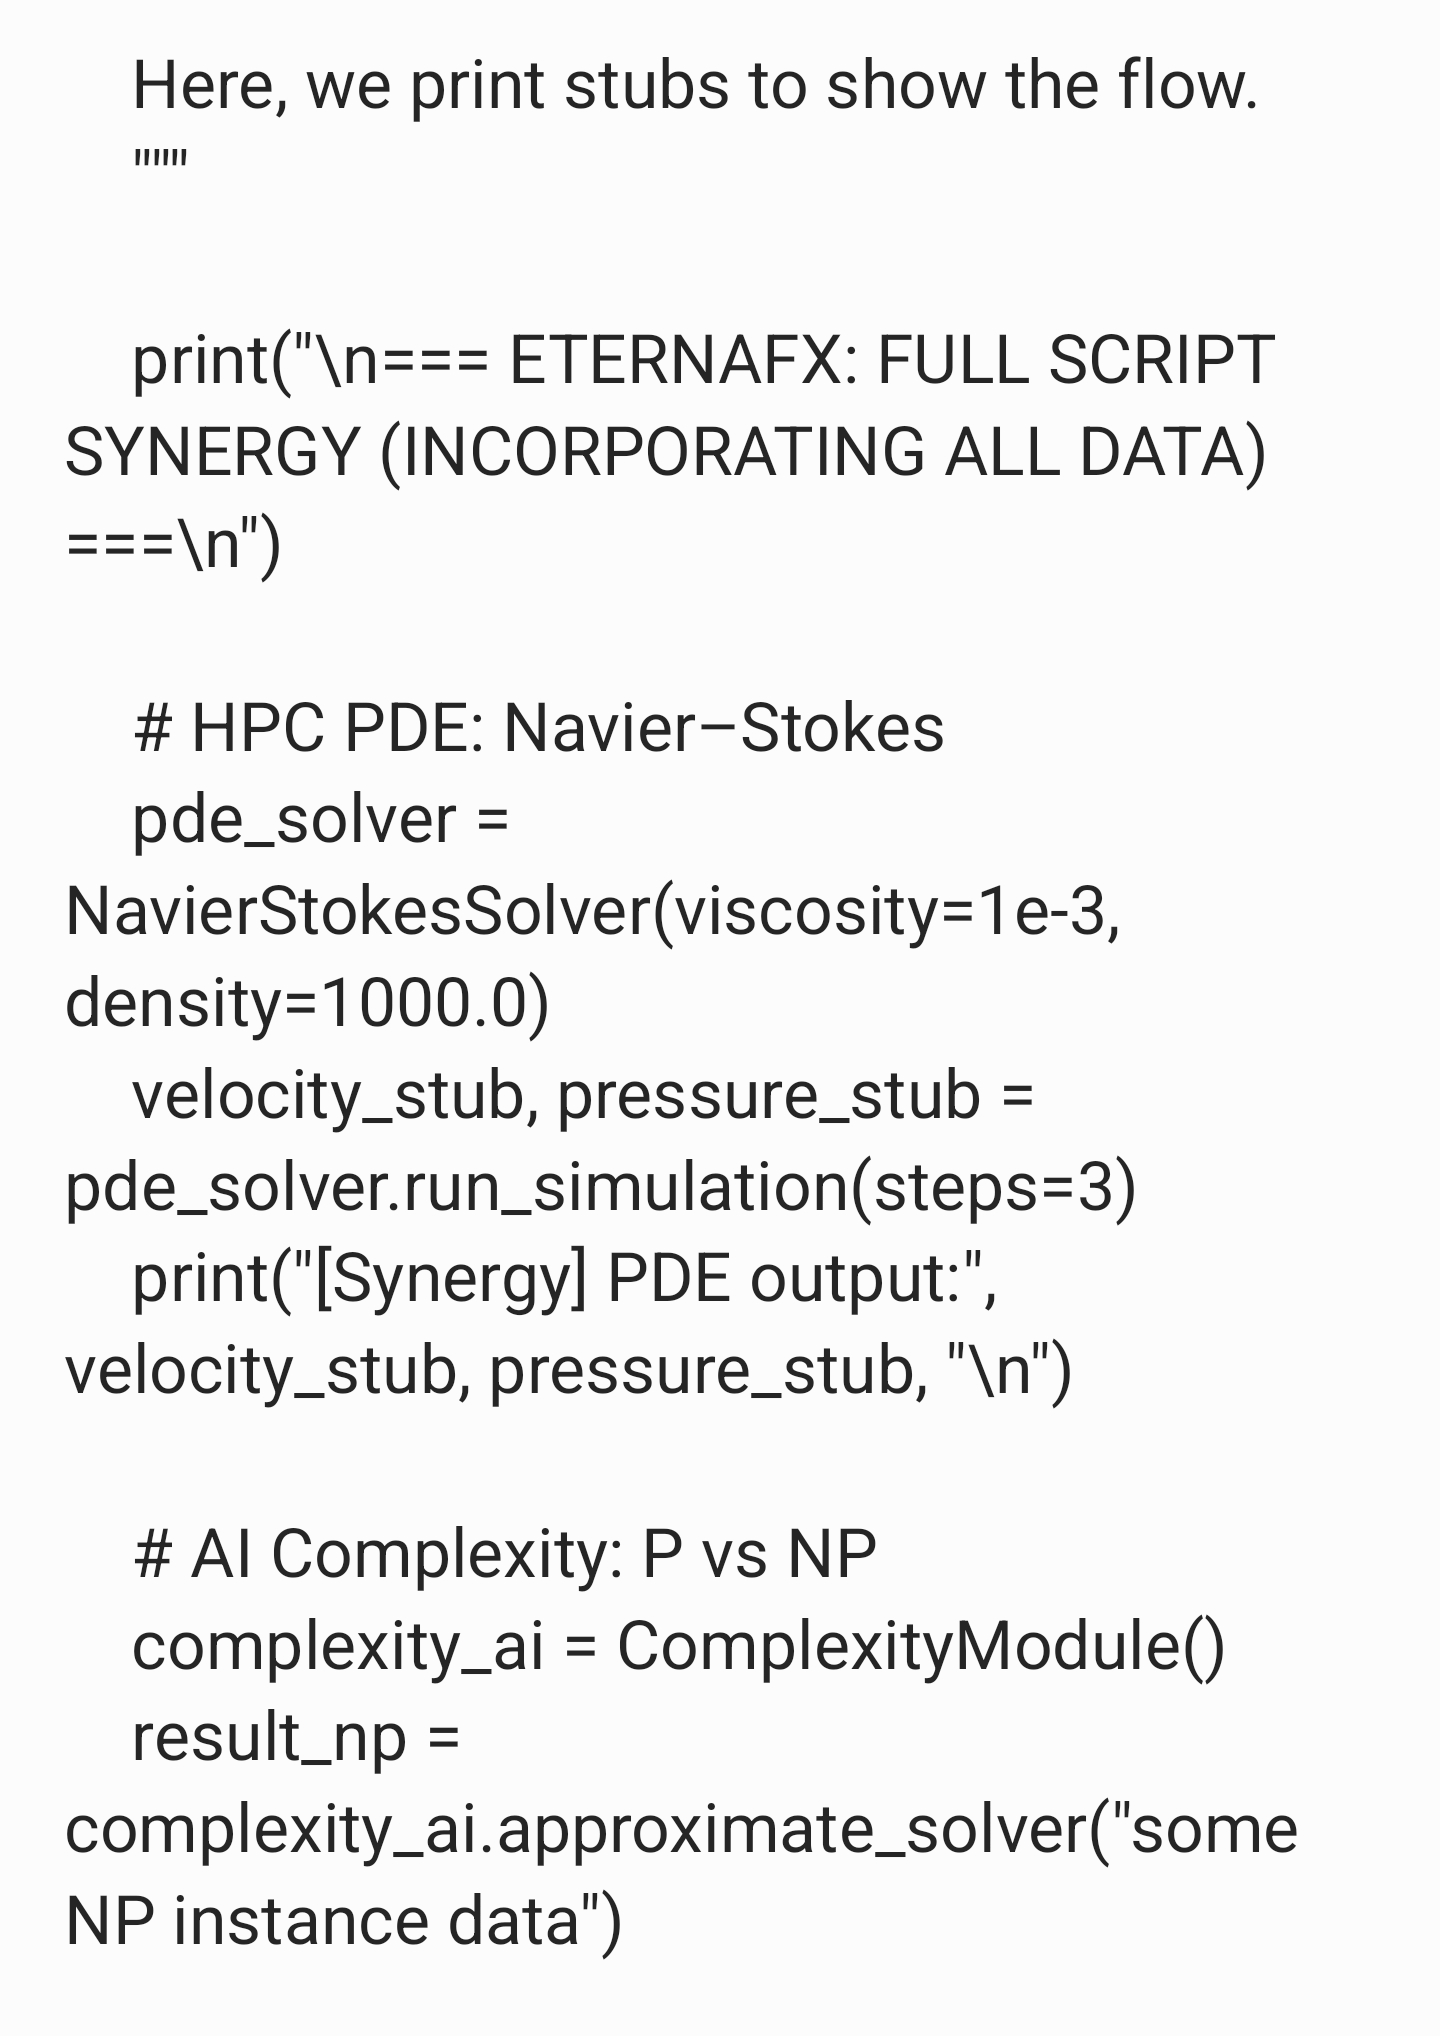 Here, we print stubs to show the flow.
"""
print("\n=== ETERNAFX: FULL SCRIPT
SYNERGY (INCORPORATING ALL DATA)
===\n")
# HPC PDE: Navier–Stokes
pde_solver =
NavierStokesSolver(viscosity=1e-3,
density=1000.0)
velocity_stub, pressure_stub =
pde_solver.run_simulation(steps=3)
print("[Synergy] PDE output:",
velocity_stub, pressure_stub, "\n")
# AI Complexity: P vs NP
complexity_ai = ComplexityModule()
result_np =
complexity_ai.approximate_solver("some
NP instance data")